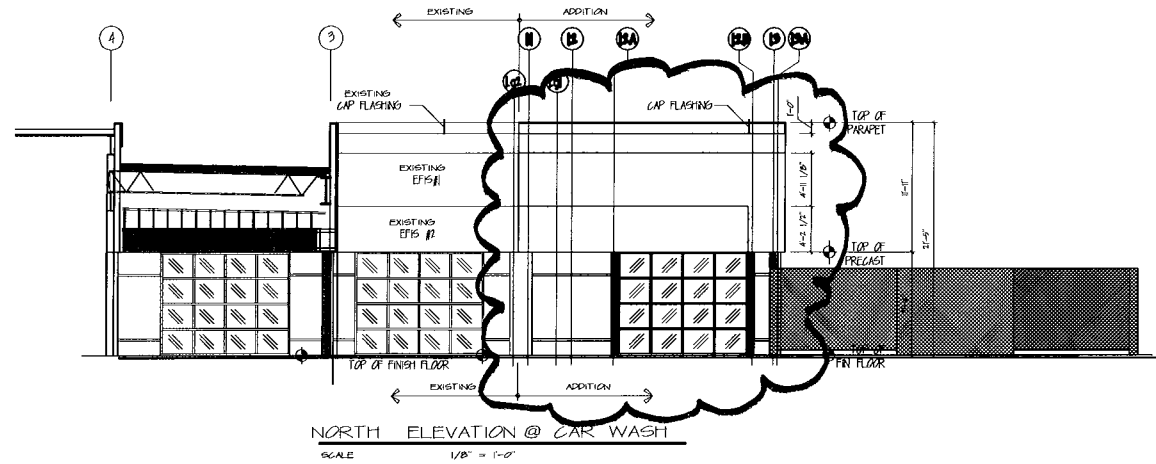 EXISTING
ADDITION
4
3
11
12
12A
12B
13
13A
EXISTING
CAP FLASHING
CAP FLASHING
1'-0"
TOP OF
PARAPET
EXISTING
EFIS #1
4'-11 1/8"
EXISTING
EFIS #2
4'-2 1/2"
21'-5"
TOP OF
PRECAST
TOP OF FINISH FLOOR
TOP OF
FIN FLOOR
EXISTING
ADDITION
NORTH ELEVATION @ CAR WASH
SCALE 1/8" = 1'-0"